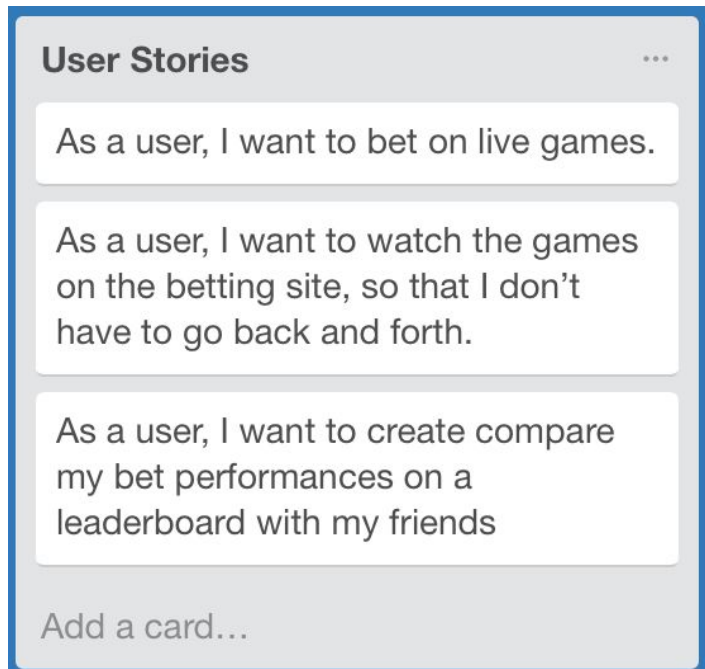 User Stories
As a user, I want to bet on live games.
As a user, I want to watch the games
on the betting site, so that I don’t
have to go back and forth.
As a user, I want to create compare
my bet performances on a
leaderboard with my friends
Add a card…